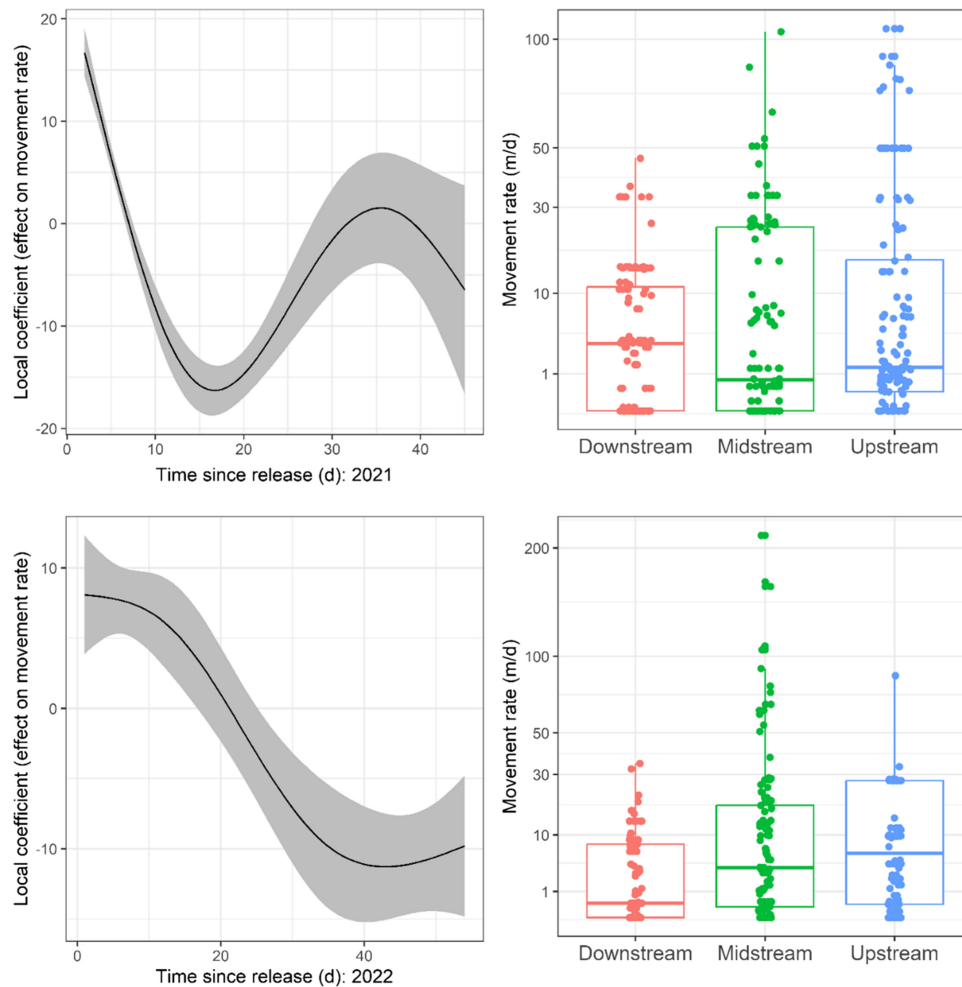 Local coefficient (effect on movement rate)
20
10
0
-10
-20
0
10
20
30
40
Time since release (d): 2021
Movement rate (m/d)
100
50
30
10
1
Downstream
Midstream
Upstream
Local coefficient (effect on movement rate)
10
0
-10
0
20
40
Time since release (d): 2022
Movement rate (m/d)
200
100
50
30
10
1
Downstream
Midstream
Upstream